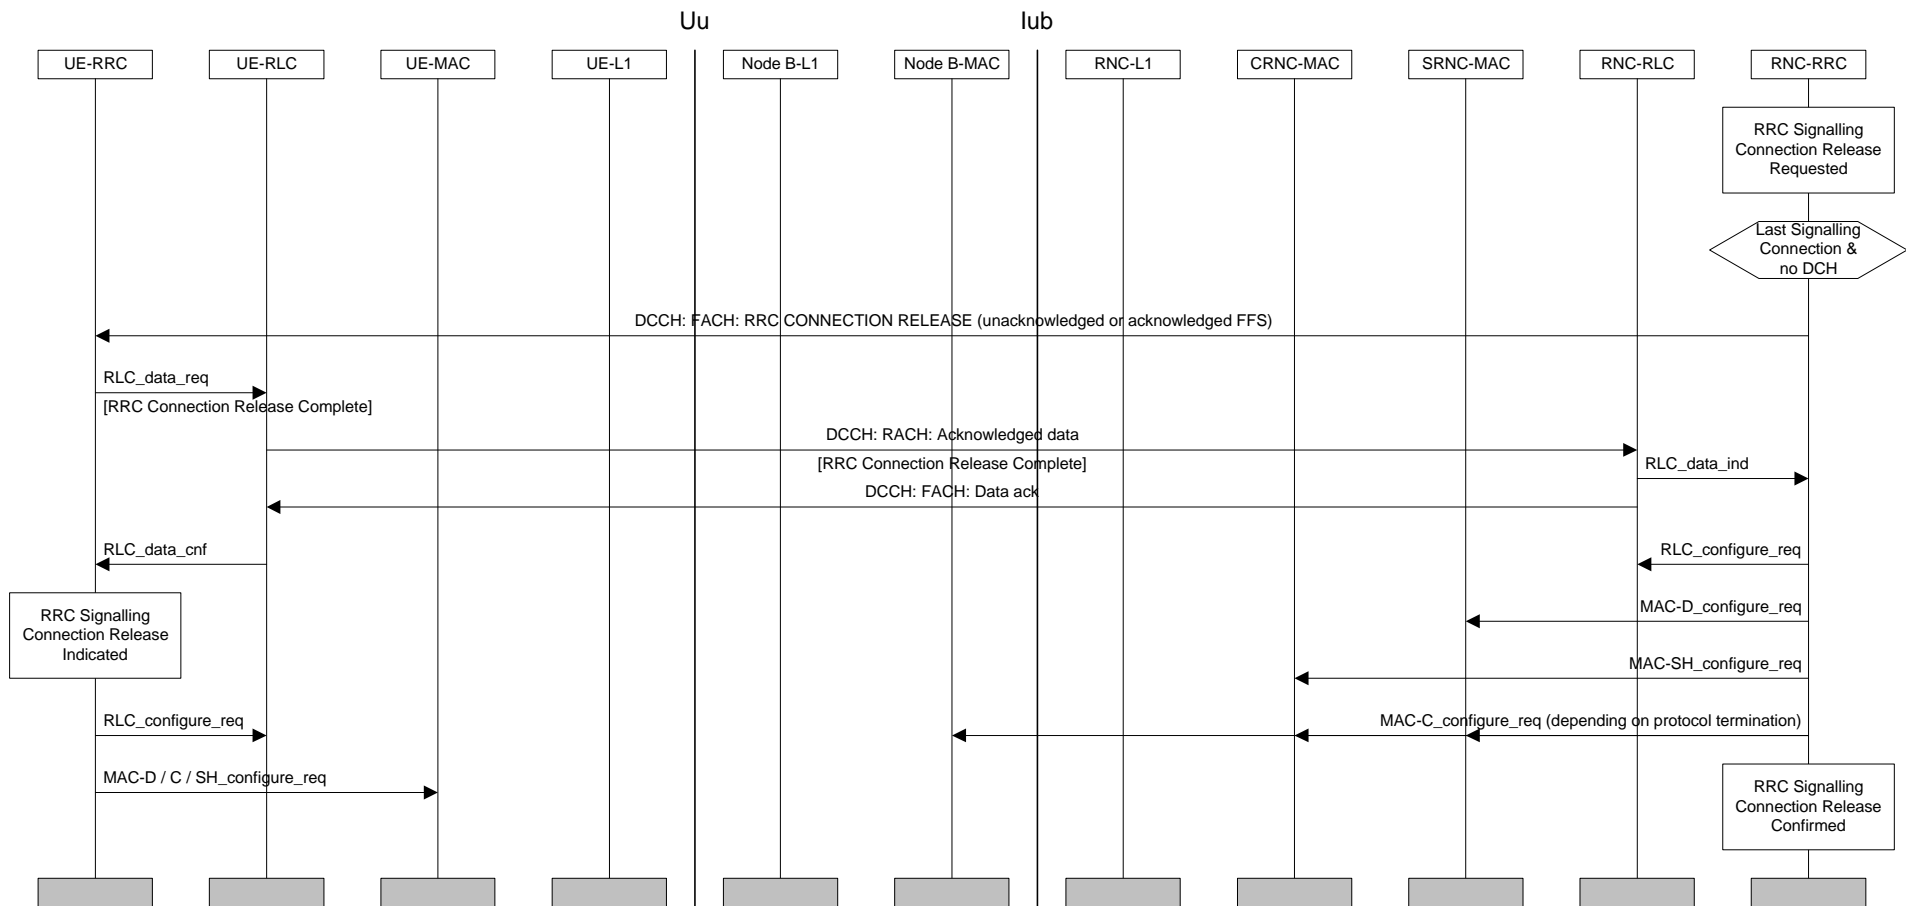 Uu
Iub
UE-RRC
UE-RLC
UE-MAC
UE-L1
Node B-L1
Node B-MAC
RNC-L1
CRNC-MAC
SRNC-MAC
RNC-RLC
RNC-RRC
RRC Signalling
Connection Release
Requested
Last Signalling
Connection &
no DCH
DCCH: FACH: RRC CONNECTION RELEASE (unacknowledged or acknowledged FFS)
RLC_data_req
[RRC Connection Release Complete]
DCCH: RACH: Acknowledged data
[RRC Connection Release Complete]
RLC_data_ind
DCCH: FACH: Data ack
RLC_data_cnf
RLC_configure_req
RRC Signalling
Connection Release
Indicated
MAC-D_configure_req
MAC-SH_configure_req
RLC_configure_req
MAC-C_configure_req (depending on protocol termination)
MAC-D / C / SH_configure_req
RRC Signalling
Connection Release
Confirmed